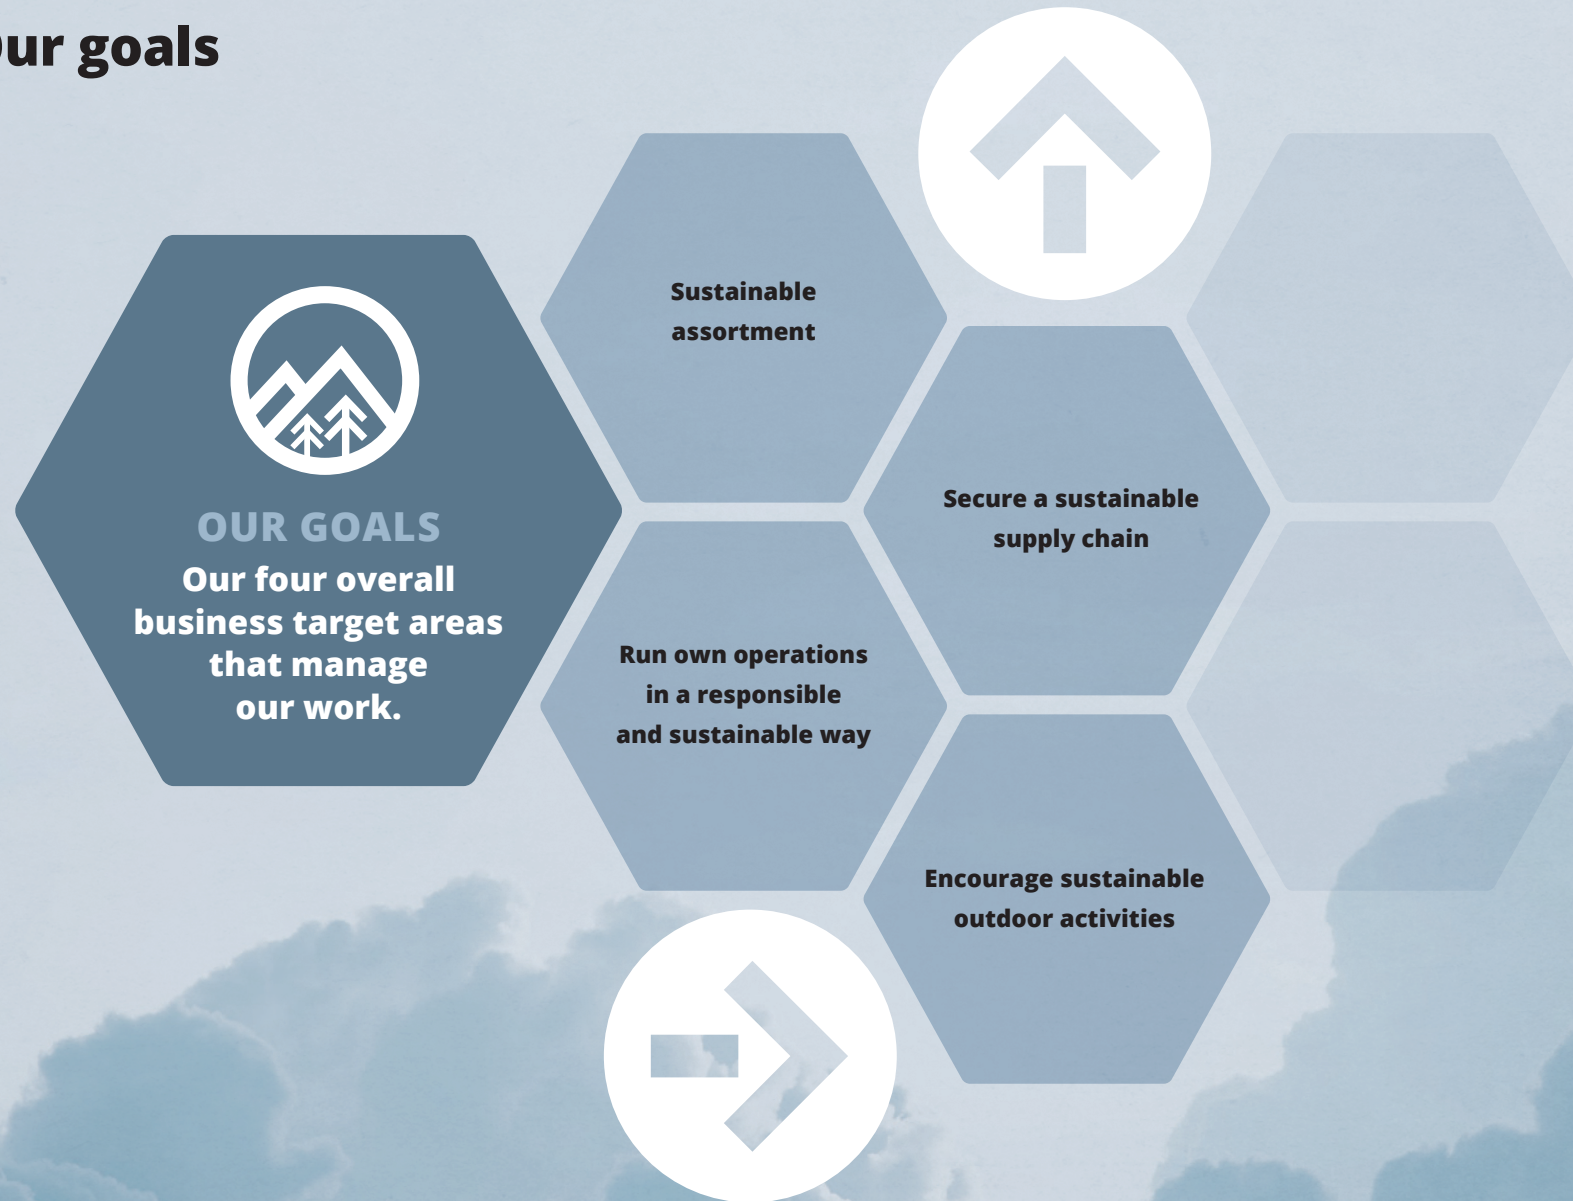 Our goals
OUR GOALS
Our four overall
business target areas
that manage
our work.
Sustainable
assortment
Secure a sustainable
supply chain
Run own operations
in a responsible
and sustainable way
Encourage sustainable
outdoor activities